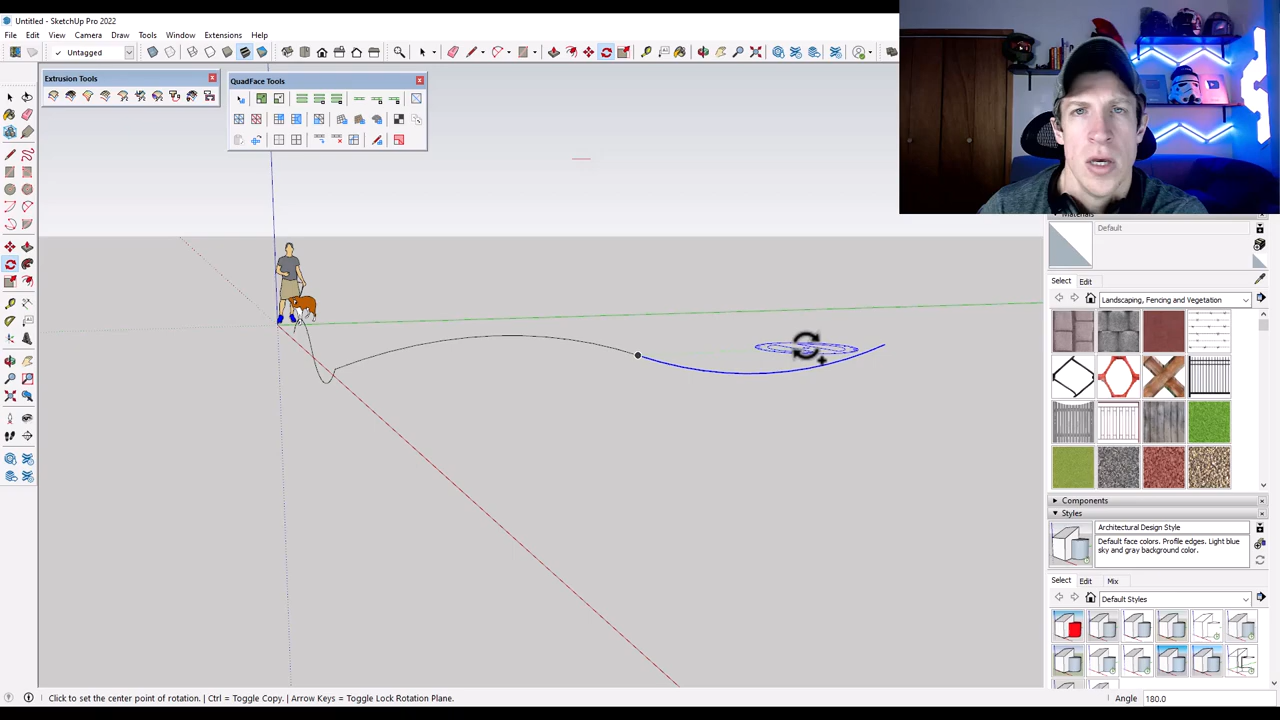 Untitled - SketchUp Pro 2022
File Edit View Camera Draw Tools Window Extensions Help
Untagged
Extrusion Tools
QuadFace Tools
Materials
Default
Select Edit
Landscaping, Fencing and Vegetation
Components
Styles
Architectural Design Style
Default face colors. Profile edges. Light blue
sky and gray background color.
Select Edit Mix
Default Styles
Click to set the center point of rotation. | Ctrl = Toggle Copy. | Arrow Keys = Toggle Lock Rotation Plane.
Angle 180.0